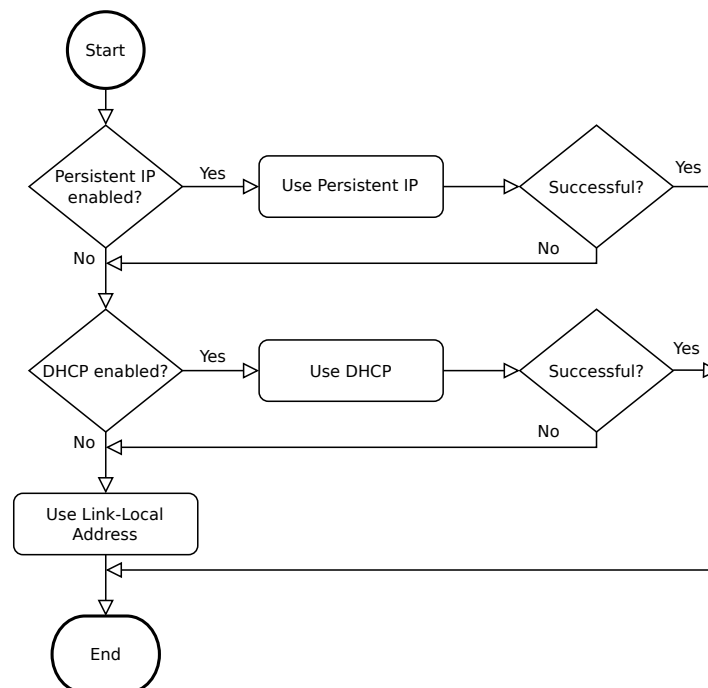 Start
Persistent IP
enabled?
Yes
Use Persistent IP
Successful?
Yes
No
No
DHCP enabled?
Yes
Use DHCP
Successful?
Yes
No
No
Use Link-Local
Address
End